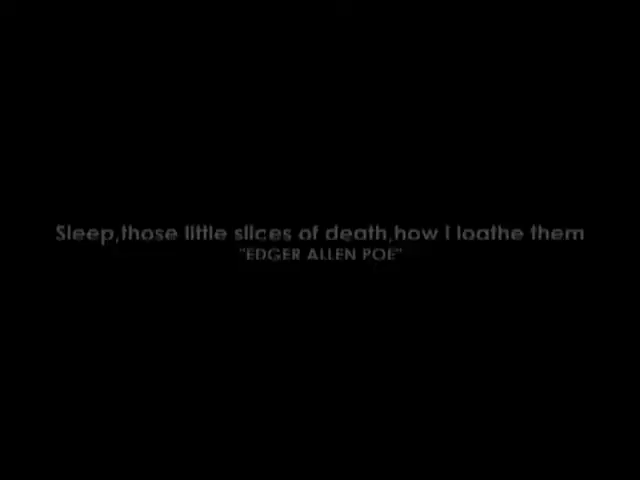 Sleep,those little slices of death,how I loathe them
"EDGER ALLEN POE"